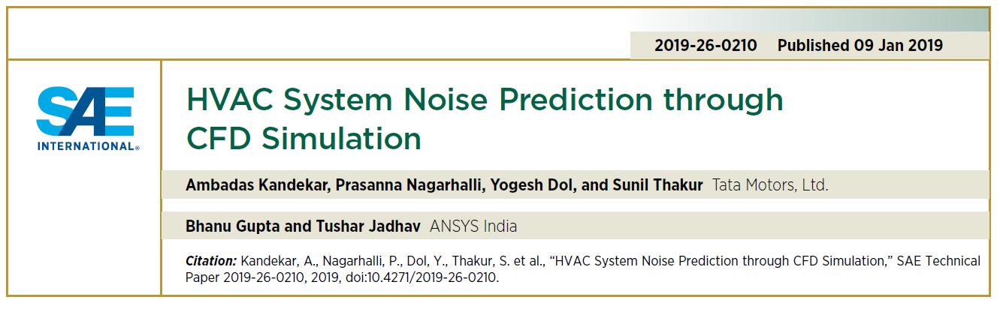 2019-26-0210 Published 09 Jan 2019
SAE
INTERNATIONAL®
HVAC System Noise Prediction through
CFD Simulation
Ambadas Kandekar, Prasanna Nagarhalli, Yogesh Dol, and Sunil Thakur Tata Motors, Ltd.
Bhanu Gupta and Tushar Jadhav ANSYS India
Citation: Kandekar, A., Nagarhalli, P., Dol, Y., Thakur, S. et al., “HVAC System Noise Prediction through CFD Simulation,” SAE Technical
Paper 2019-26-0210, 2019, doi:10.4271/2019-26-0210.